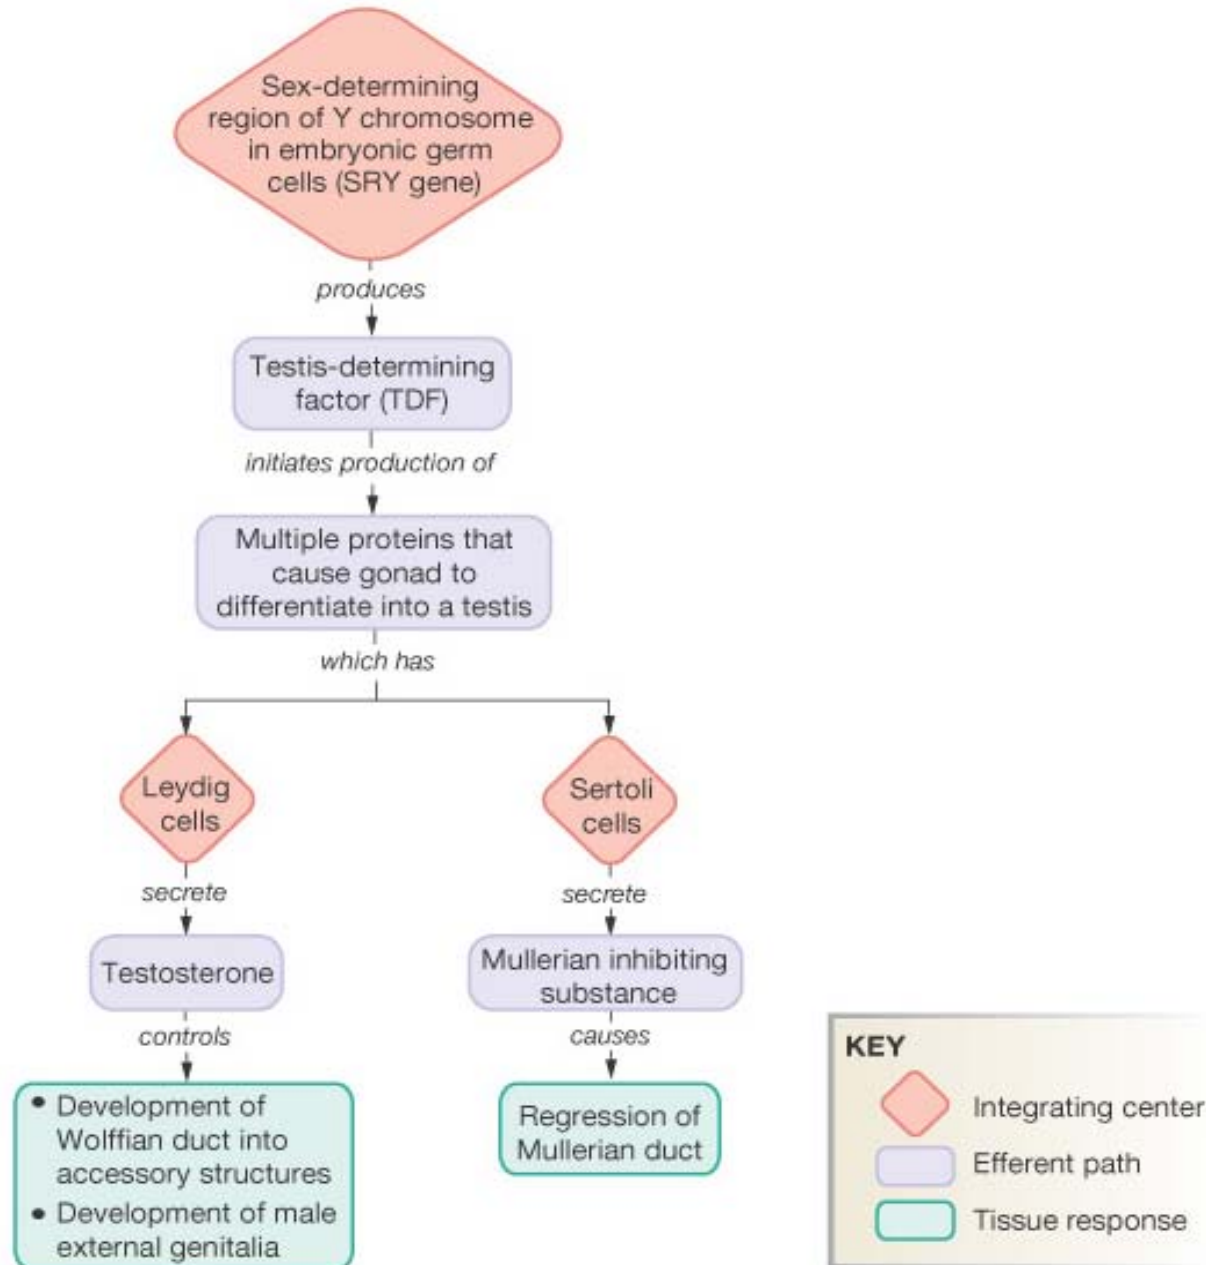 Sex-determining
region of Y chromosome
in embryonic germ
cells (SRY gene)
produces
Testis-determining
factor (TDF)
initiates production of
Multiple proteins that
cause gonad to
differentiate into a testis
which has
Leydig
cells
Sertoli
cells
secrete
secrete
Testosterone
Mullerian inhibiting
substance
controls
causes
• Development of
Wolffian duct into
accessory structures
• Development of male
external genitalia
Regression of
Mullerian duct
KEY
Integrating center
Efferent path
Tissue response